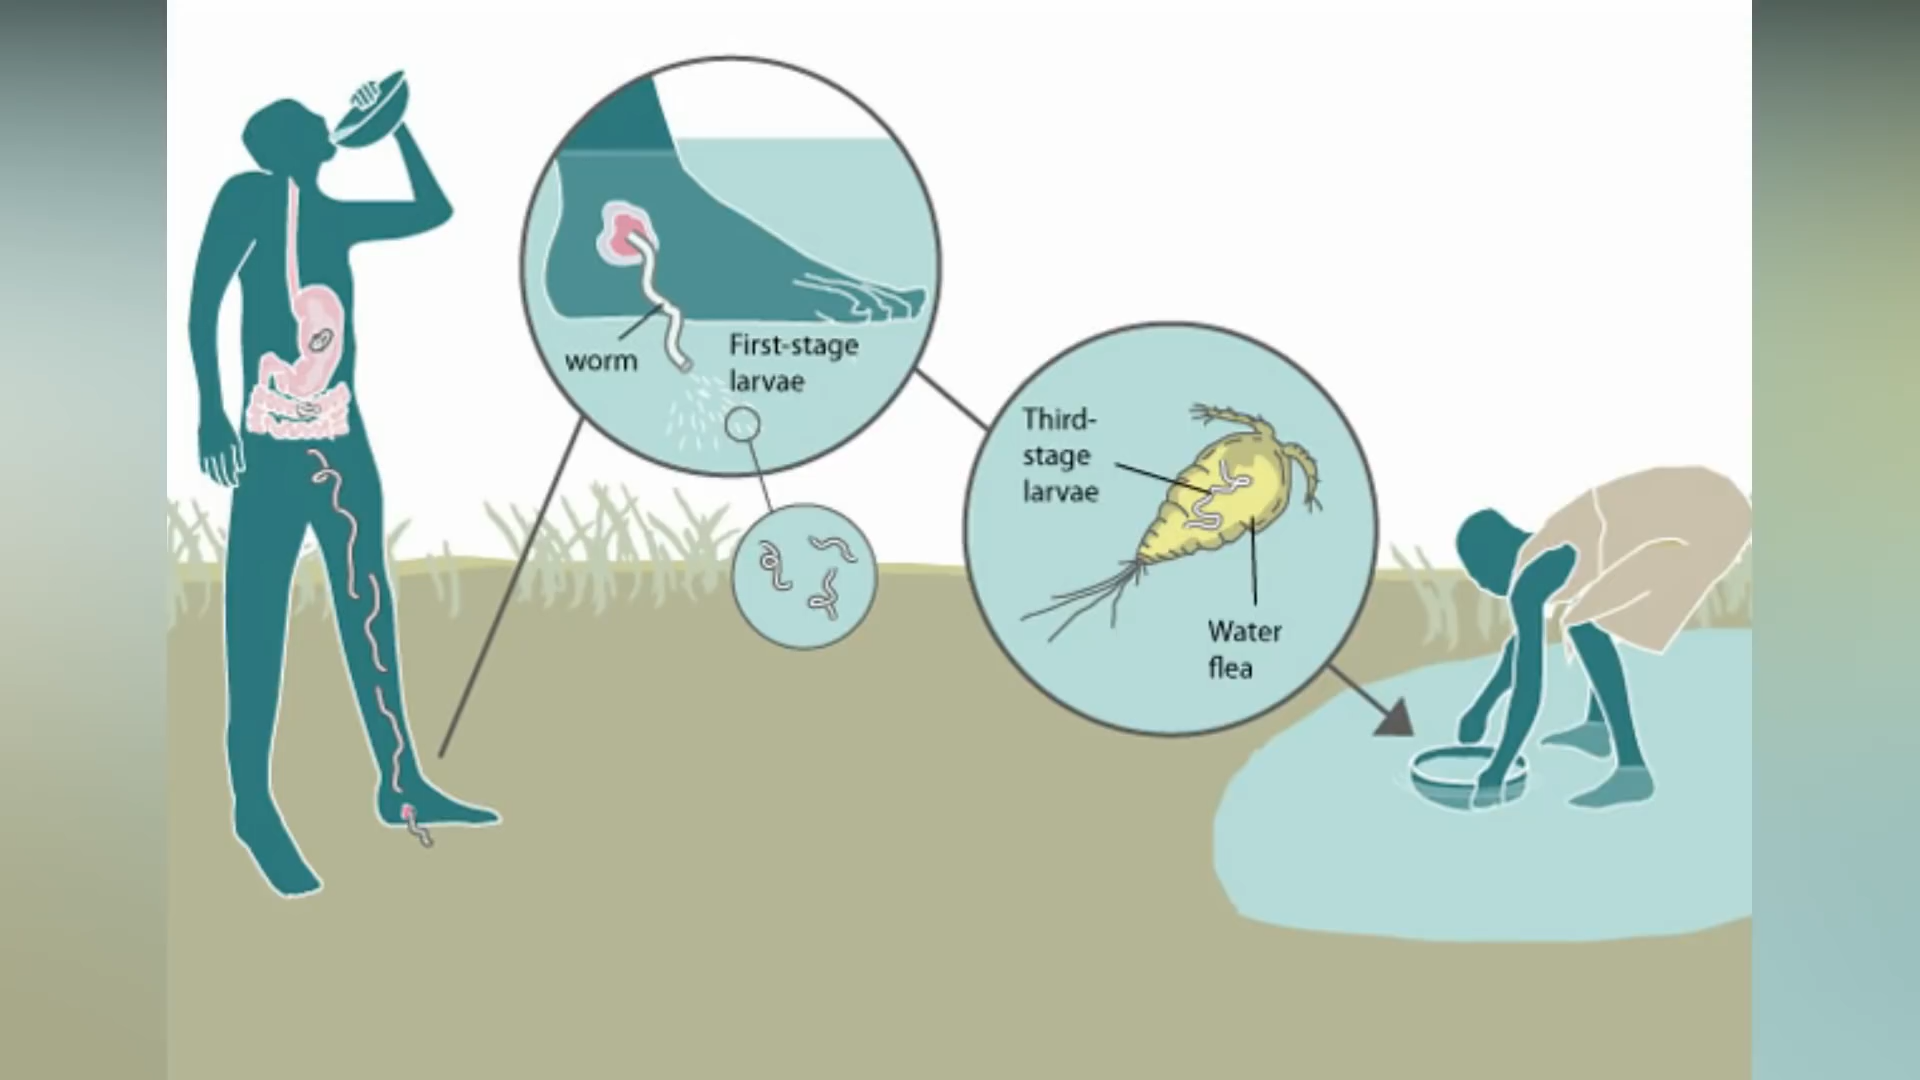 worm
First-stage
larvae
Third-
stage
larvae
Water
flea